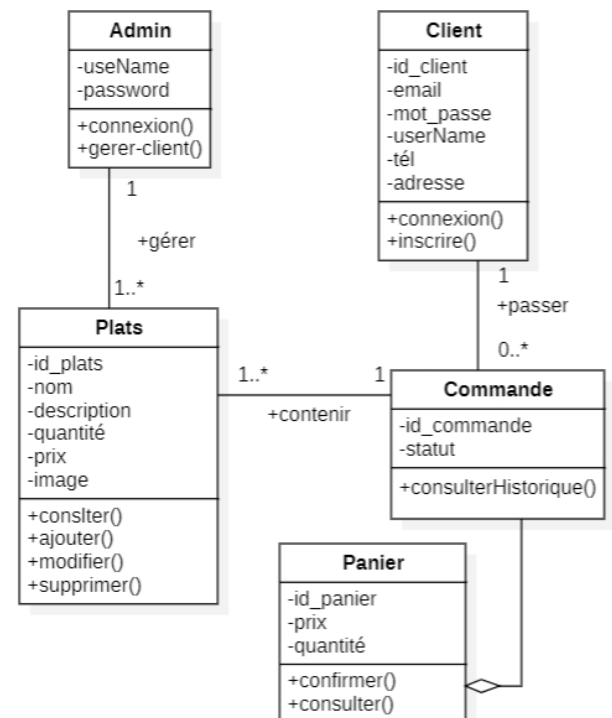 Admin
-useName
-password
+connexion()
+gerer-client()
Client
-id_client
-email
-mot_passe
-userName
-tél
-adresse
+connexion()
+inscrire()
1
+gérer
1..*
1
+passer
0..*
Plats
-id_plats
-nom
-description
-quantité
-prix
-image
+conslter()
+ajouter()
+modifier()
+supprimer()
1..*
1
+contenir
Commande
-id_commande
-statut
+consulterHistorique()
Panier
-id_panier
-prix
-quantité
+confirmer()
+consulter()